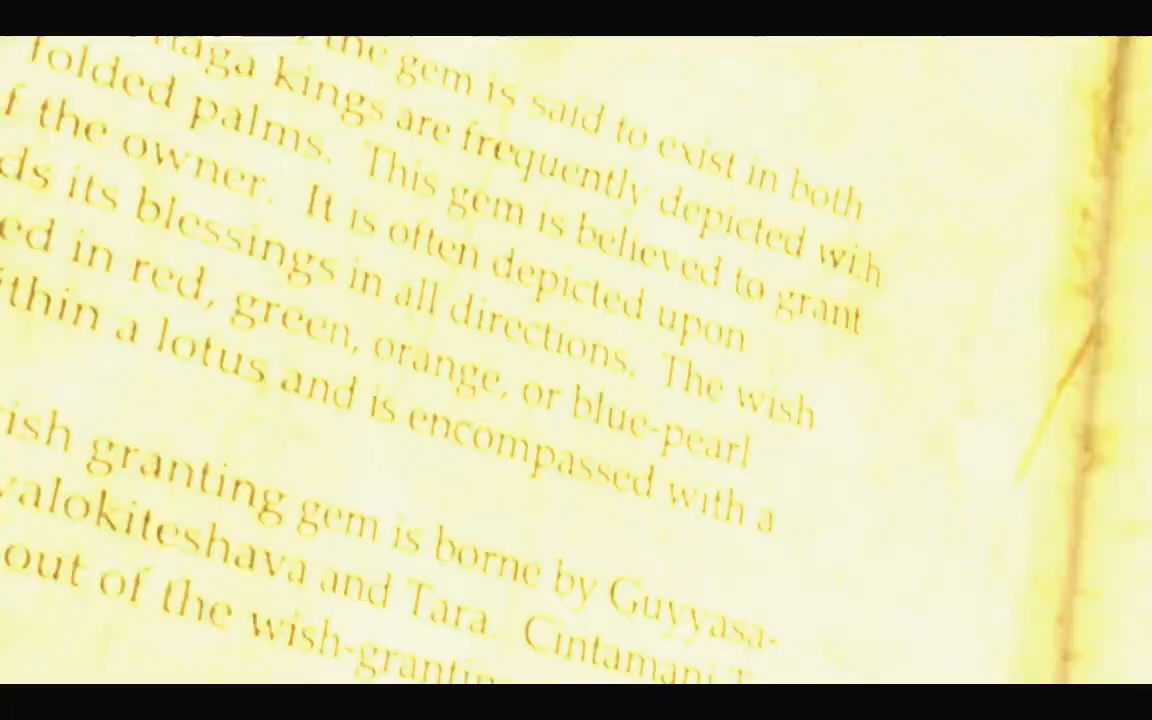 the gem is said to exist in both
naga kings are frequently depicted with
folded palms. This gem is believed to grant
f the owner. It is often depicted upon
ds its blessings in all directions. The wish
ed in red, green, orange, or blue-pearl
ithin a lotus and is encompassed with a
ish granting gem is borne by Guyyasa-
valokiteshava and Tara. Cintamani T
out of the wish-granting